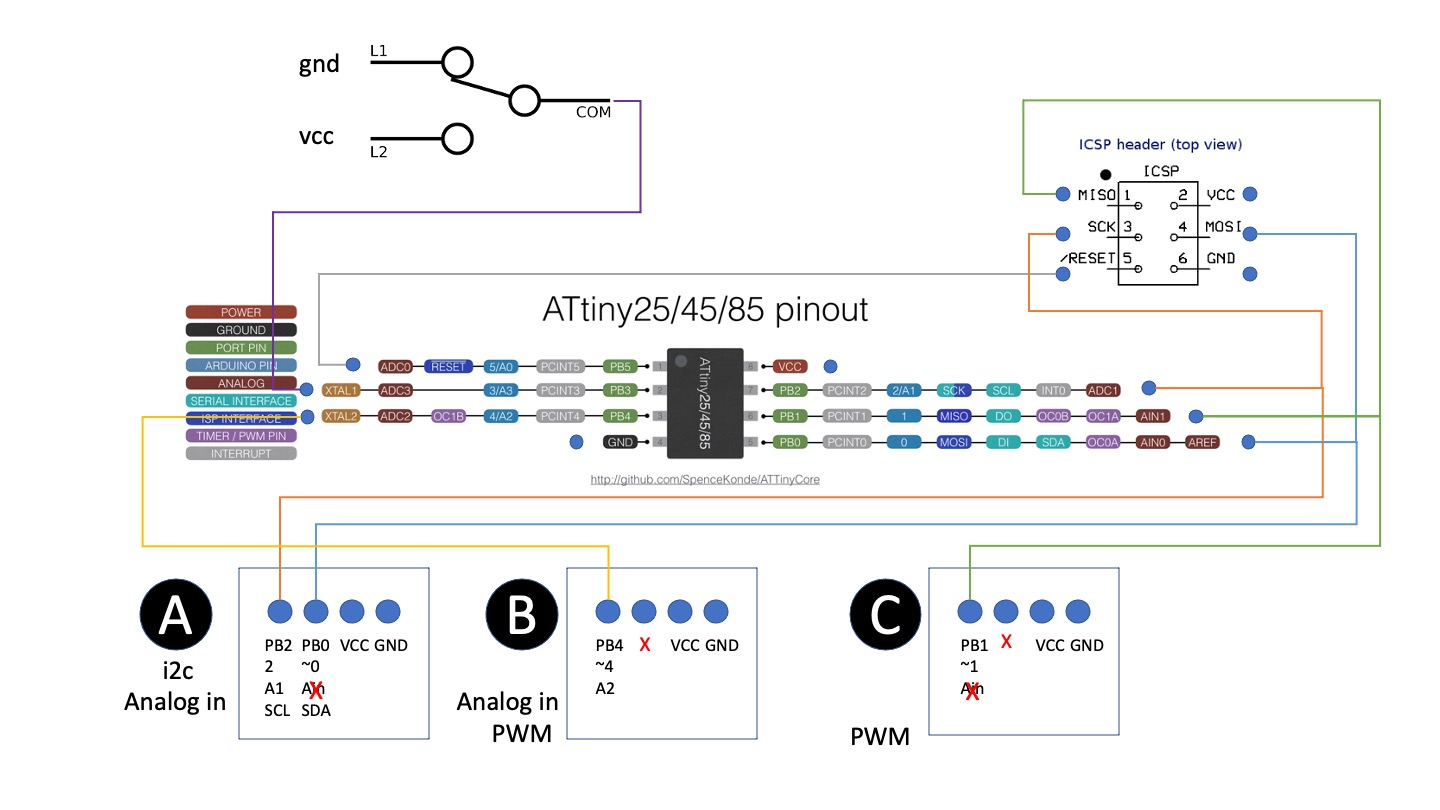 gnd L1
COM
vcc L2
ICSP header (top view)
ICSP
MISO 1 2 VCC
SCK 3 4 MOSI
/RESET 5 6 GND
ATtiny25/45/85 pinout
POWER
GROUND
PORT PIN
ARDUINO PIN
ANALOG
SERIAL INTERFACE
ISP INTERFACE
TIMER / PWM PIN
INTERRUPT
ADC0 RESET 5/A0 PCINT5 PB5 1 8 VCC
XTAL1 ADC3 3/A3 PCINT3 PB3 2 7 PB2 PCINT2 2/A1 SCK SCL INT0 ADC1
XTAL2 ADC2 OC1B 4/A2 PCINT4 PB4 3 6 PB1 PCINT1 1 MISO DO OC0B OC1A AIN1
GND 4 5 PB0 PCINT0 0 MOSI DI SDA OC0A AIN0 AREF
ATtiny25/45/85
http://github.com/SpenceKonde/ATTinyCore
A
i2c
Analog in
PB2 PB0 VCC GND
2 ~0
A1 Ain X
SCL SDA
B
Analog in
PWM
PB4 X VCC GND
~4
A2
C
PWM
PB1 X VCC GND
~1
Ain X